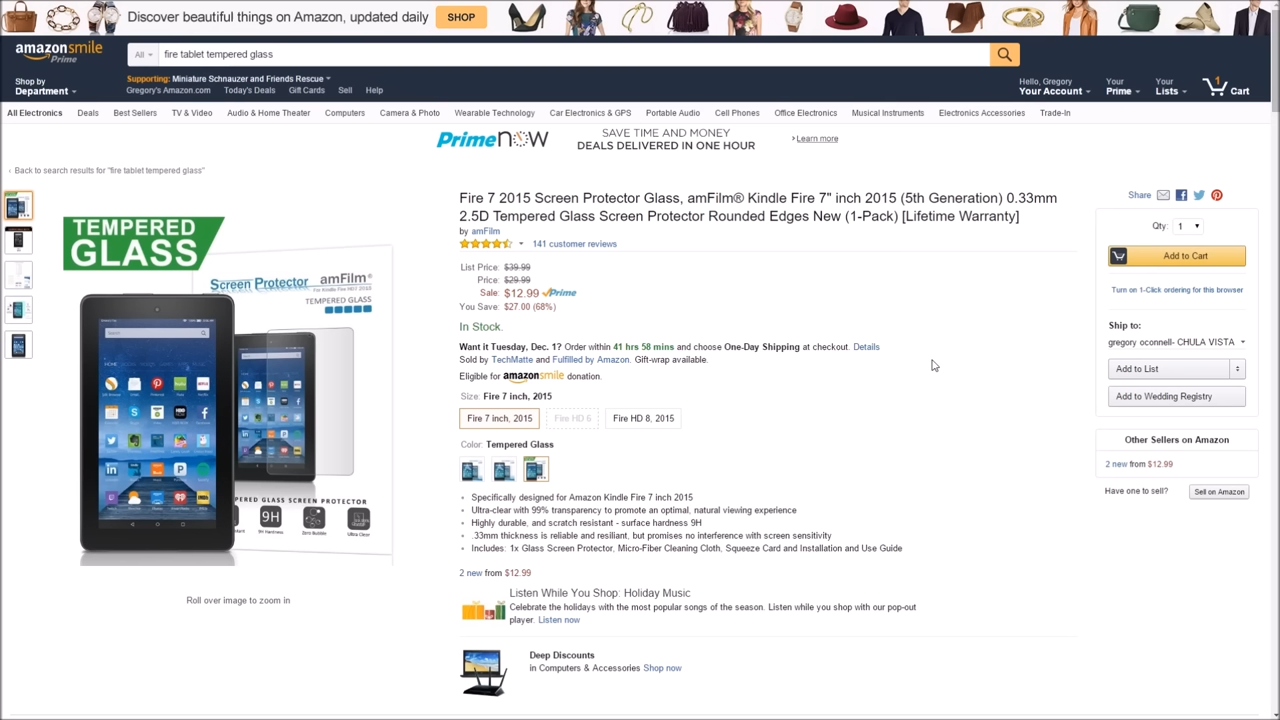 Discover beautiful things on Amazon, updated daily
SHOP
amazonsmile
Prime
All
fire tablet tempered glass
Shop by
Department
Supporting: Miniature Schnauzer and Friends Rescue
Gregory's Amazon.com Today's Deals Gift Cards Sell Help
Hello, Gregory
Your Account
Your
Prime
Your
Lists
1
Cart
All Electronics Deals Best Sellers TV & Video Audio & Home Theater Computers Camera & Photo Wearable Technology Car Electronics & GPS Portable Audio Cell Phones Office Electronics Musical Instruments Electronics Accessories Trade-In
Prime now
SAVE TIME AND MONEY
DEALS DELIVERED IN ONE HOUR
› Learn more
‹ Back to search results for "fire tablet tempered glass"
TEMPERED
GLASS
Screen Protector
amFilm®
For Kindle Fire HD7 2015
TEMPERED GLASS
Search
TEMPERED GLASS SCREEN PROTECTOR
9H
9H Hardness
Zero Bubble
Ultra Clear
Roll over image to zoom in
Fire 7 2015 Screen Protector Glass, amFilm® Kindle Fire 7" inch 2015 (5th Generation) 0.33mm
2.5D Tempered Glass Screen Protector Rounded Edges New (1-Pack) [Lifetime Warranty]
by amFilm
141 customer reviews
List Price: $39.99
Price: $29.99
Sale: $12.99 Prime
You Save: $27.00 (68%)
In Stock.
Want it Tuesday, Dec. 1? Order within 41 hrs 58 mins and choose One-Day Shipping at checkout. Details
Sold by TechMatte and Fulfilled by Amazon. Gift-wrap available.
Eligible for amazonsmile donation.
Size: Fire 7 inch, 2015
Fire 7 inch, 2015
Fire HD 6
Fire HD 8, 2015
Color: Tempered Glass
Specifically designed for Amazon Kindle Fire 7 inch 2015
Ultra-clear with 99% transparency to promote an optimal, natural viewing experience
Highly durable, and scratch resistant - surface hardness 9H
.33mm thickness is reliable and resiliant, but promises no interference with screen sensitivity
Includes: 1x Glass Screen Protector, Micro-Fiber Cleaning Cloth, Squeeze Card and Installation and Use Guide
2 new from $12.99
Listen While You Shop: Holiday Music
Celebrate the holidays with the most popular songs of the season. Listen while you shop with our pop-out
player. Listen now
Deep Discounts
in Computers & Accessories Shop now
Share
Qty: 1
Add to Cart
Turn on 1-Click ordering for this browser
Ship to:
gregory oconnell- CHULA VISTA
Add to List
Add to Wedding Registry
Other Sellers on Amazon
2 new from $12.99
Have one to sell?
Sell on Amazon